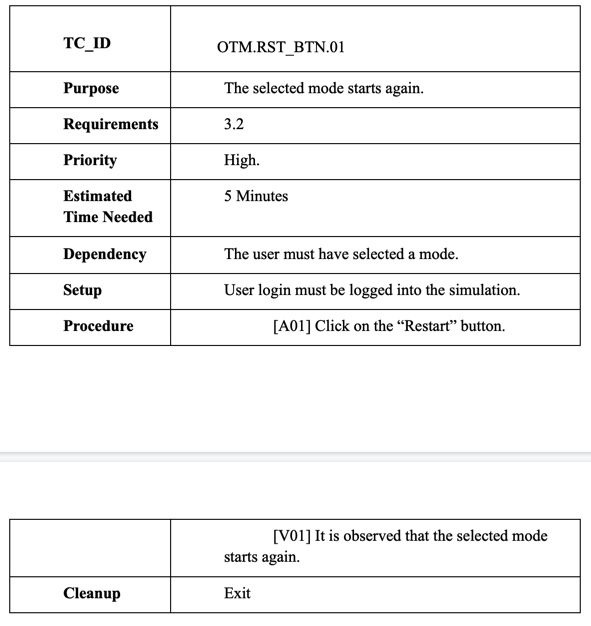 TC_ID OTM.RST_BTN.01
Purpose The selected mode starts again.
Requirements 3.2
Priority High.
Estimated 5 Minutes
Time Needed
Dependency The user must have selected a mode.
Setup User login must be logged into the simulation.
Procedure [A01] Click on the “Restart” button.
[V01] It is observed that the selected mode
starts again.
Cleanup Exit